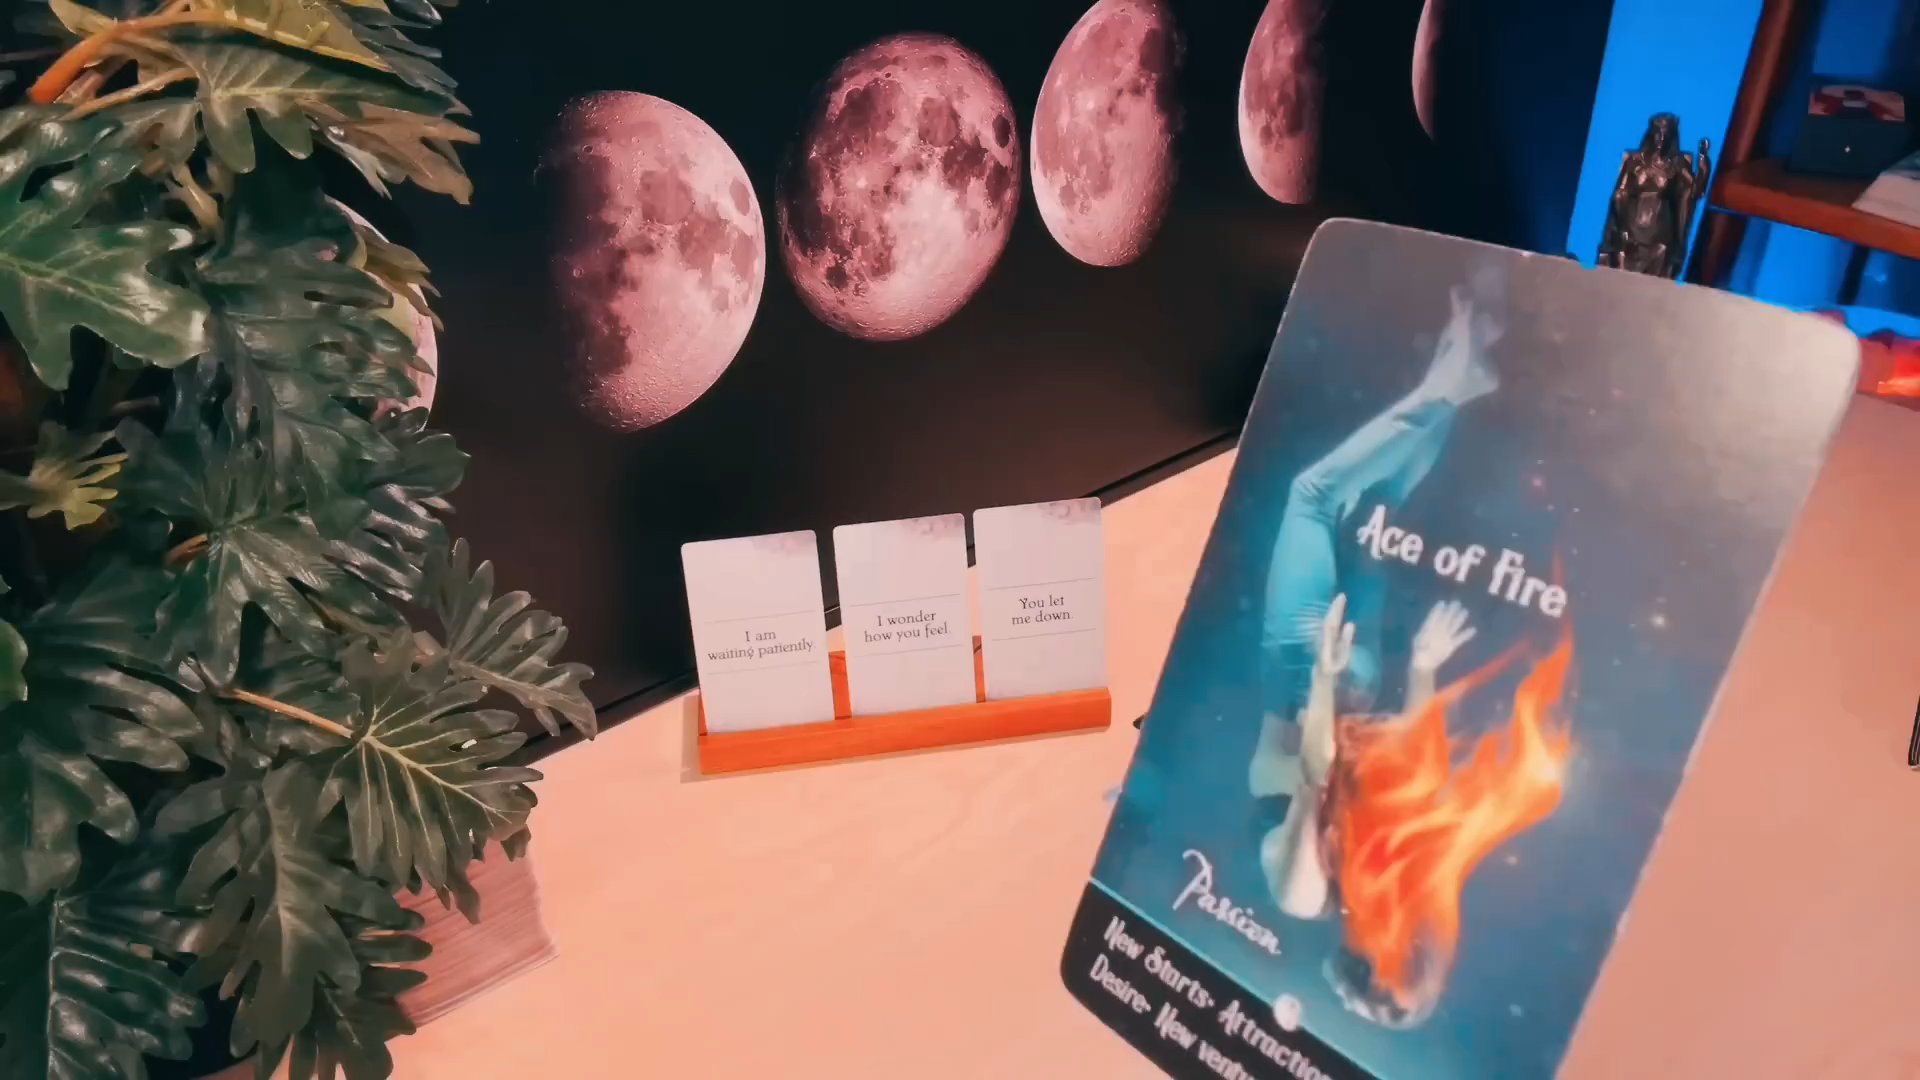 I am
waiting patiently
I wonder
how you feel.
You let
me down.
Ace of Fire
Passion
New Starts• Attraction
Desire• New